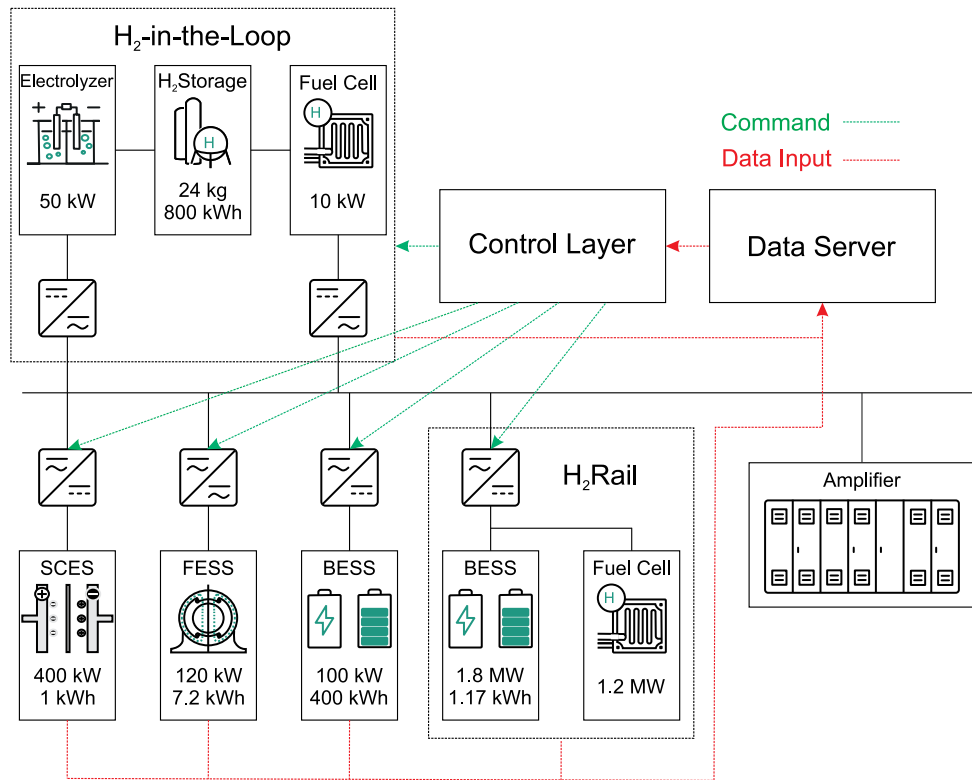 H₂-in-the-Loop
Electrolyzer
+ −
50 kW
H₂Storage
H
24 kg
800 kWh
Fuel Cell
H
10 kW
Command
Data Input
Control Layer
Data Server
H₂Rail
Amplifier
SCES
400 kW
1 kWh
FESS
120 kW
7.2 kWh
BESS
100 kW
400 kWh
BESS
1.8 MW
1.17 kWh
Fuel Cell
H
1.2 MW